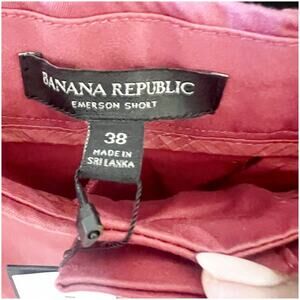 BANANA REPUBLIC
EMERSON SHORT
38
MADE IN
SRI LANKA